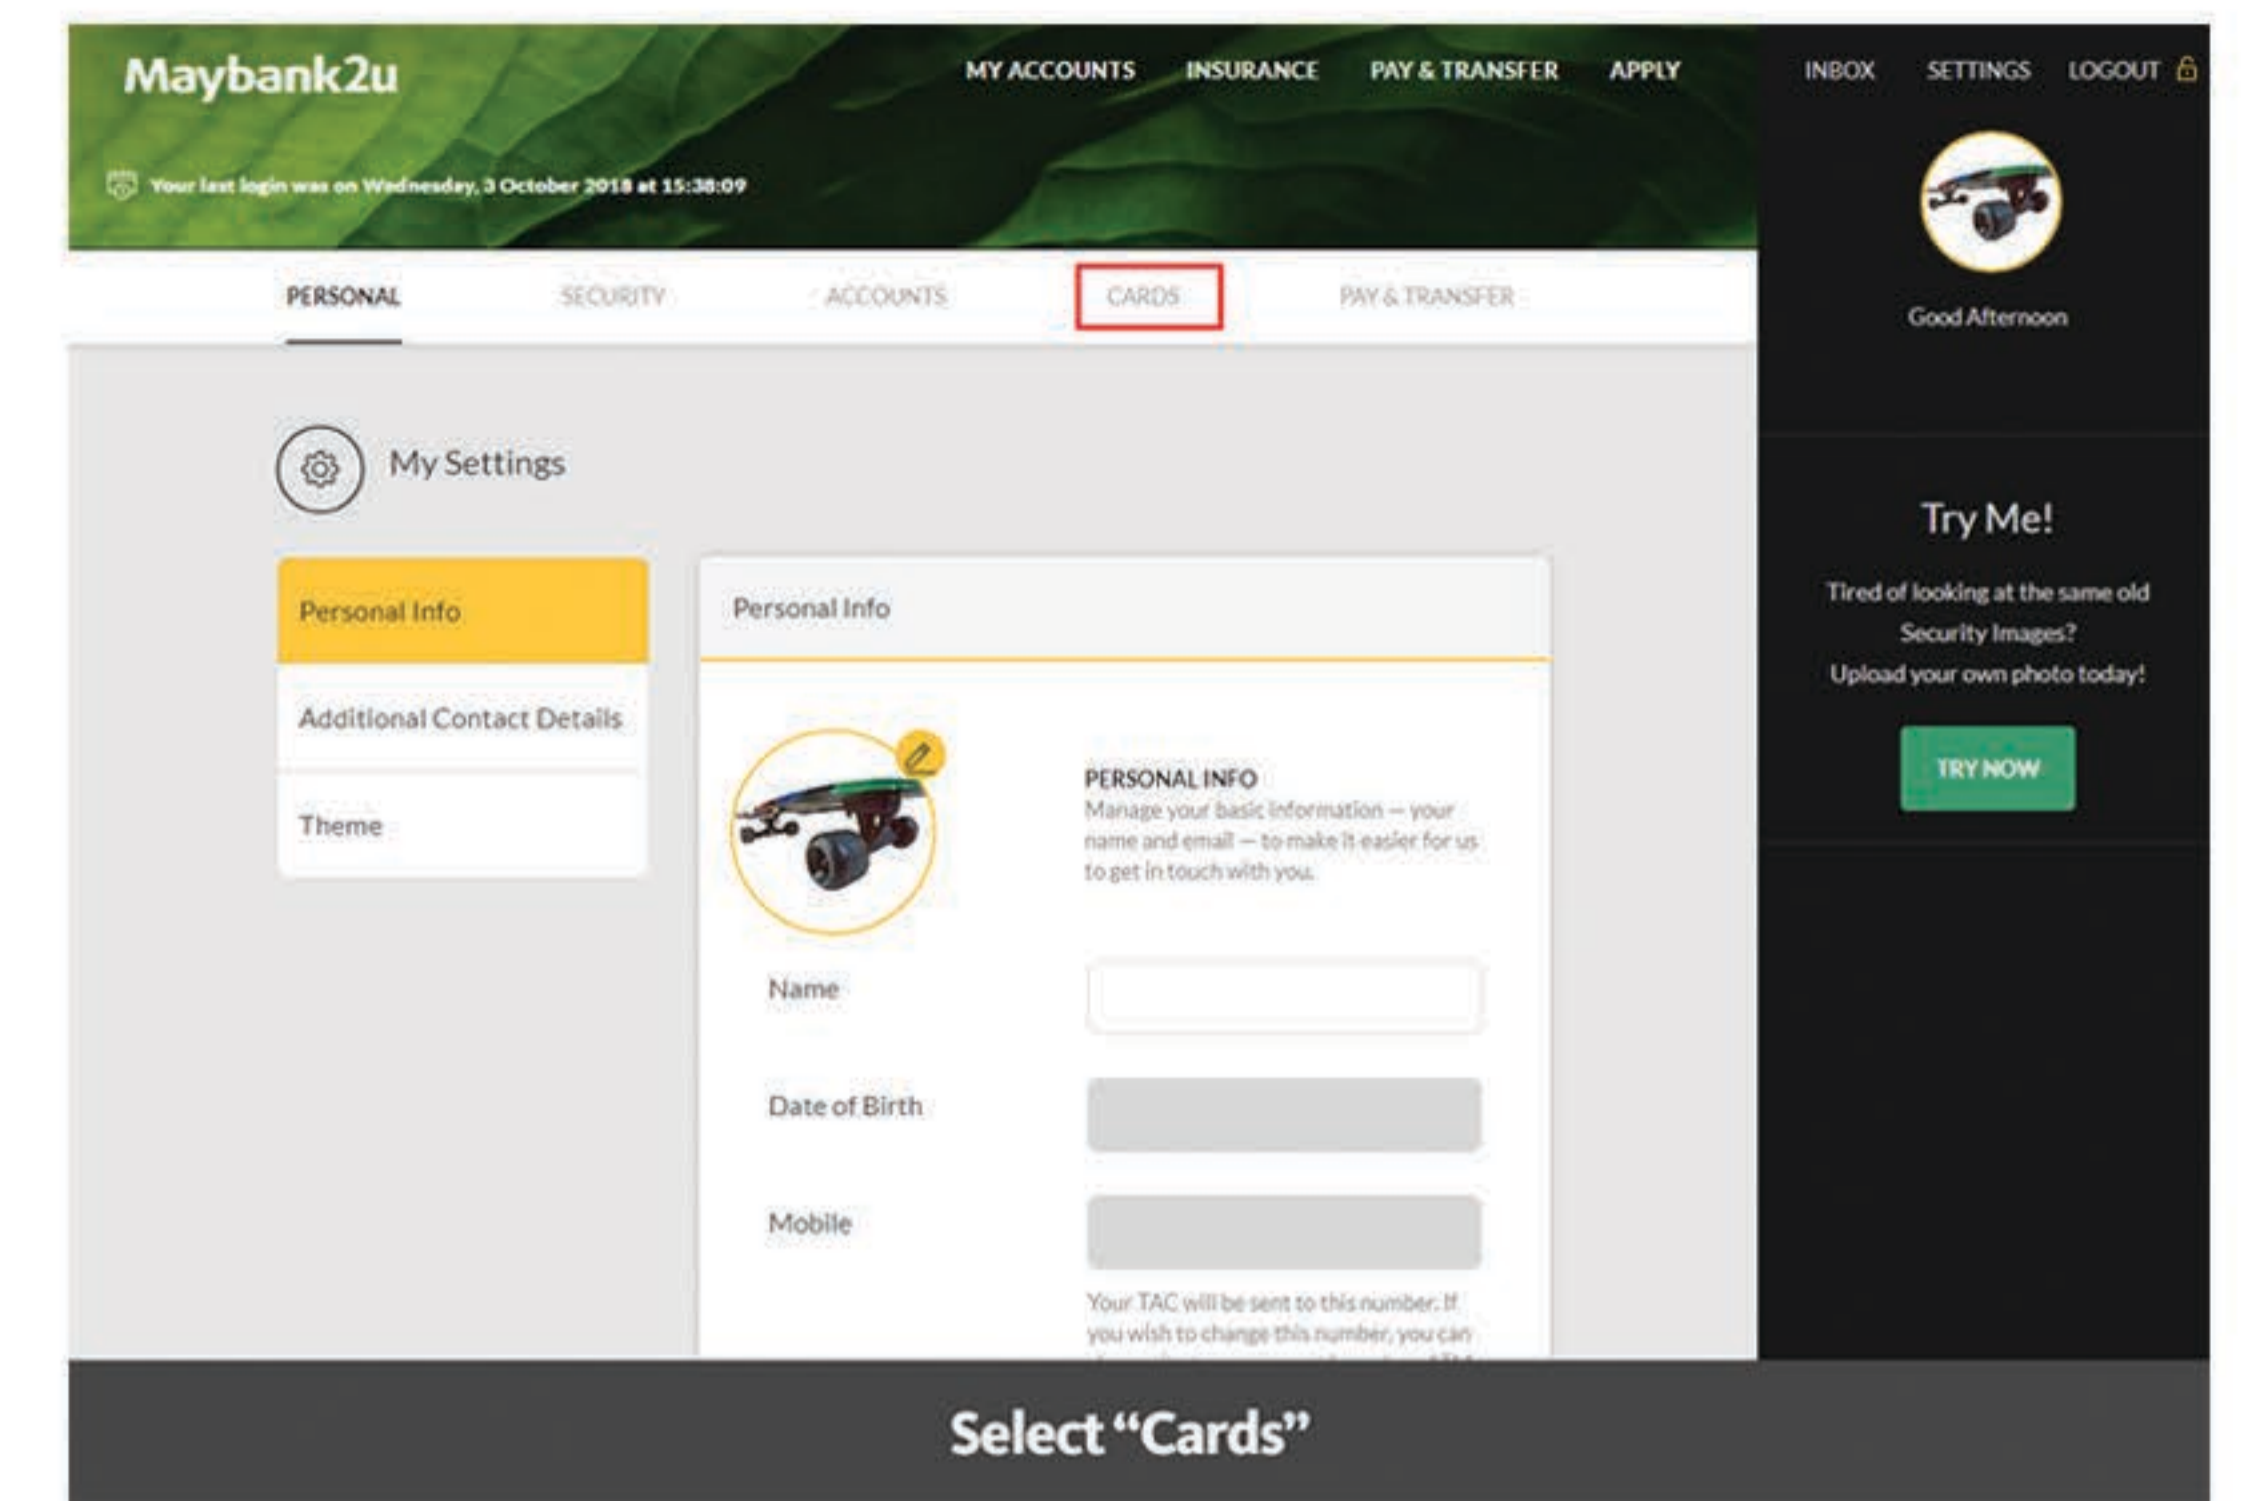 Maybank2u
MY ACCOUNTS INSURANCE PAY & TRANSFER APPLY
INBOX SETTINGS LOGOUT
Your last login was on Wednesday, 3 October 2018 at 15:38:09
PERSONAL SECURITY ACCOUNTS CARDS PAY & TRANSFER
Good Afternoon
My Settings
Try Me!
Tired of looking at the same old
Security Images?
Upload your own photo today!
TRY NOW
Personal Info
Additional Contact Details
Theme
Personal Info
PERSONAL INFO
Manage your basic information — your
name and email — to make it easier for us
to get in touch with you.
Name
Date of Birth
Mobile
Your TAC will be sent to this number. If
you wish to change this number, you can
Select “Cards”